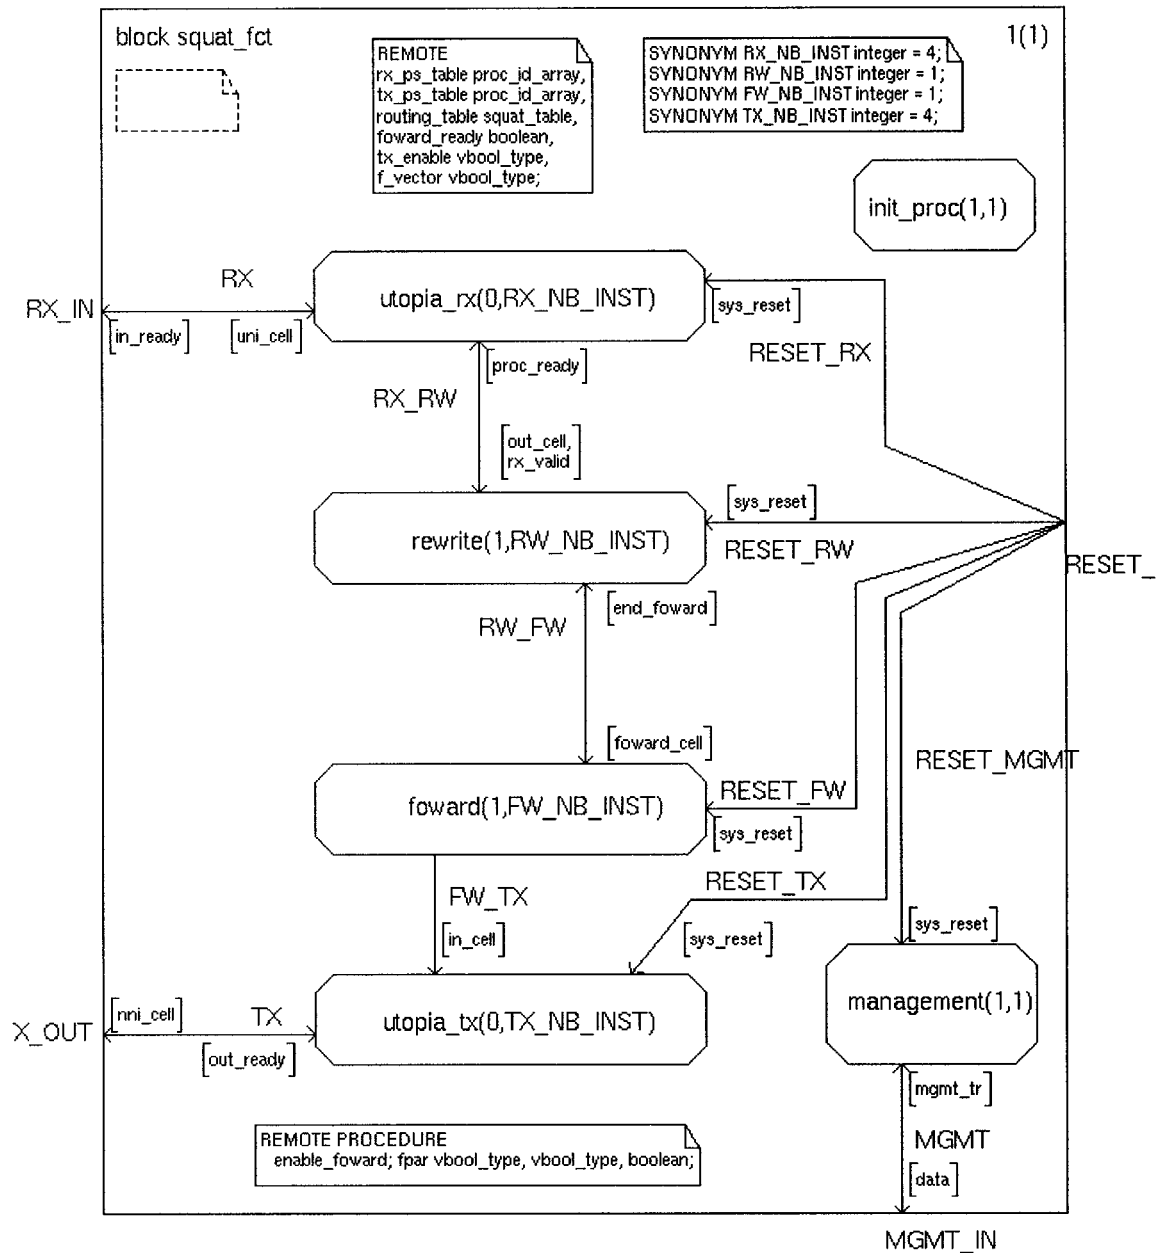 block squat_fct
1(1)
REMOTE
rx_ps_table proc_id_array,
tx_ps_table proc_id_array,
routing_table squat_table,
foward_ready boolean,
tx_enable vbool_type,
f_vector vbool_type;
SYNONYM RX_NB_INST integer = 4;
SYNONYM RW_NB_INST integer = 1;
SYNONYM FW_NB_INST integer = 1;
SYNONYM TX_NB_INST integer = 4;
init_proc(1,1)
RX_IN
RX
[in_ready]
[uni_cell]
utopia_rx(0,RX_NB_INST)
[sys_reset]
RESET_RX
[proc_ready]
RX_RW
[out_cell,
rx_valid]
rewrite(1,RW_NB_INST)
[sys_reset]
RESET_RW
RESET_
[end_foward]
RW_FW
[foward_cell]
foward(1,FW_NB_INST)
RESET_FW
[sys_reset]
RESET_MGMT
FW_TX
[in_cell]
RESET_TX
[sys_reset]
[sys_reset]
management(1,1)
X_OUT
[nni_cell]
TX
[out_ready]
utopia_tx(0,TX_NB_INST)
[mgmt_tr]
MGMT
[data]
MGMT_IN
REMOTE PROCEDURE
enable_foward; fpar vbool_type, vbool_type, boolean;